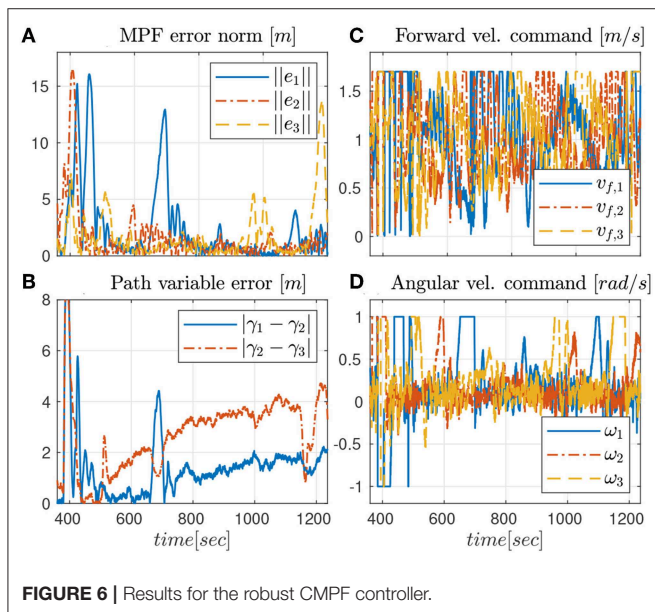 A
MPF error norm [m]
15
10
5
0
||e₁||
||e₂||
||e₃||
C
Forward vel. command [m/s]
1.5
1
0.5
0
v_{f,1}
v_{f,2}
v_{f,3}
B
Path variable error [m]
8
6
4
2
0
|γ₁ − γ₂|
|γ₂ − γ₃|
400 600 800 1000 1200
time[sec]
D
Angular vel. command [rad/s]
1
0.5
0
-0.5
-1
ω₁
ω₂
ω₃
400 600 800 1000 1200
time[sec]
FIGURE 6 | Results for the robust CMPF controller.